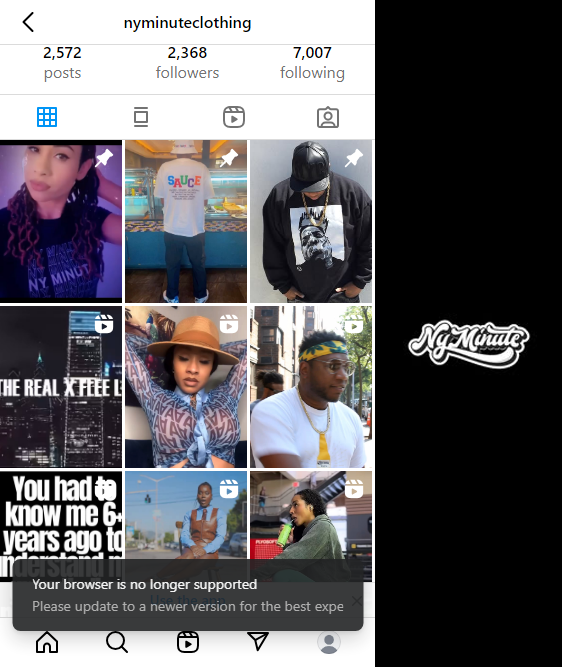 nyminuteclothing
2,572 2,368 7,007
posts followers following
SAUCE
NY MINUT
THE REAL X FEEL
Ny Minute
You had to
know me 6+
years ago to
understand m
Your browser is no longer supported
Please update to a newer version for the best expe